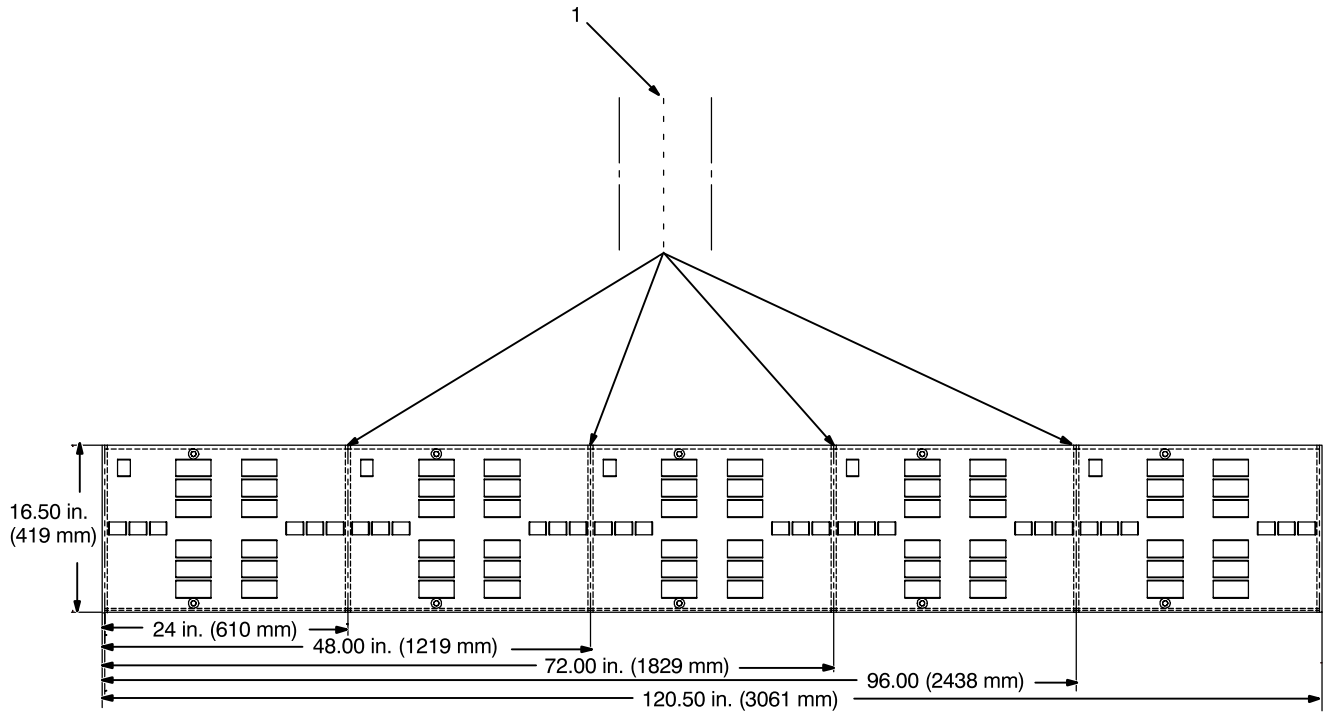 1
16.50 in.
(419 mm)
24 in. (610 mm)
48.00 in. (1219 mm)
72.00 in. (1829 mm)
96.00 (2438 mm)
120.50 in. (3061 mm)